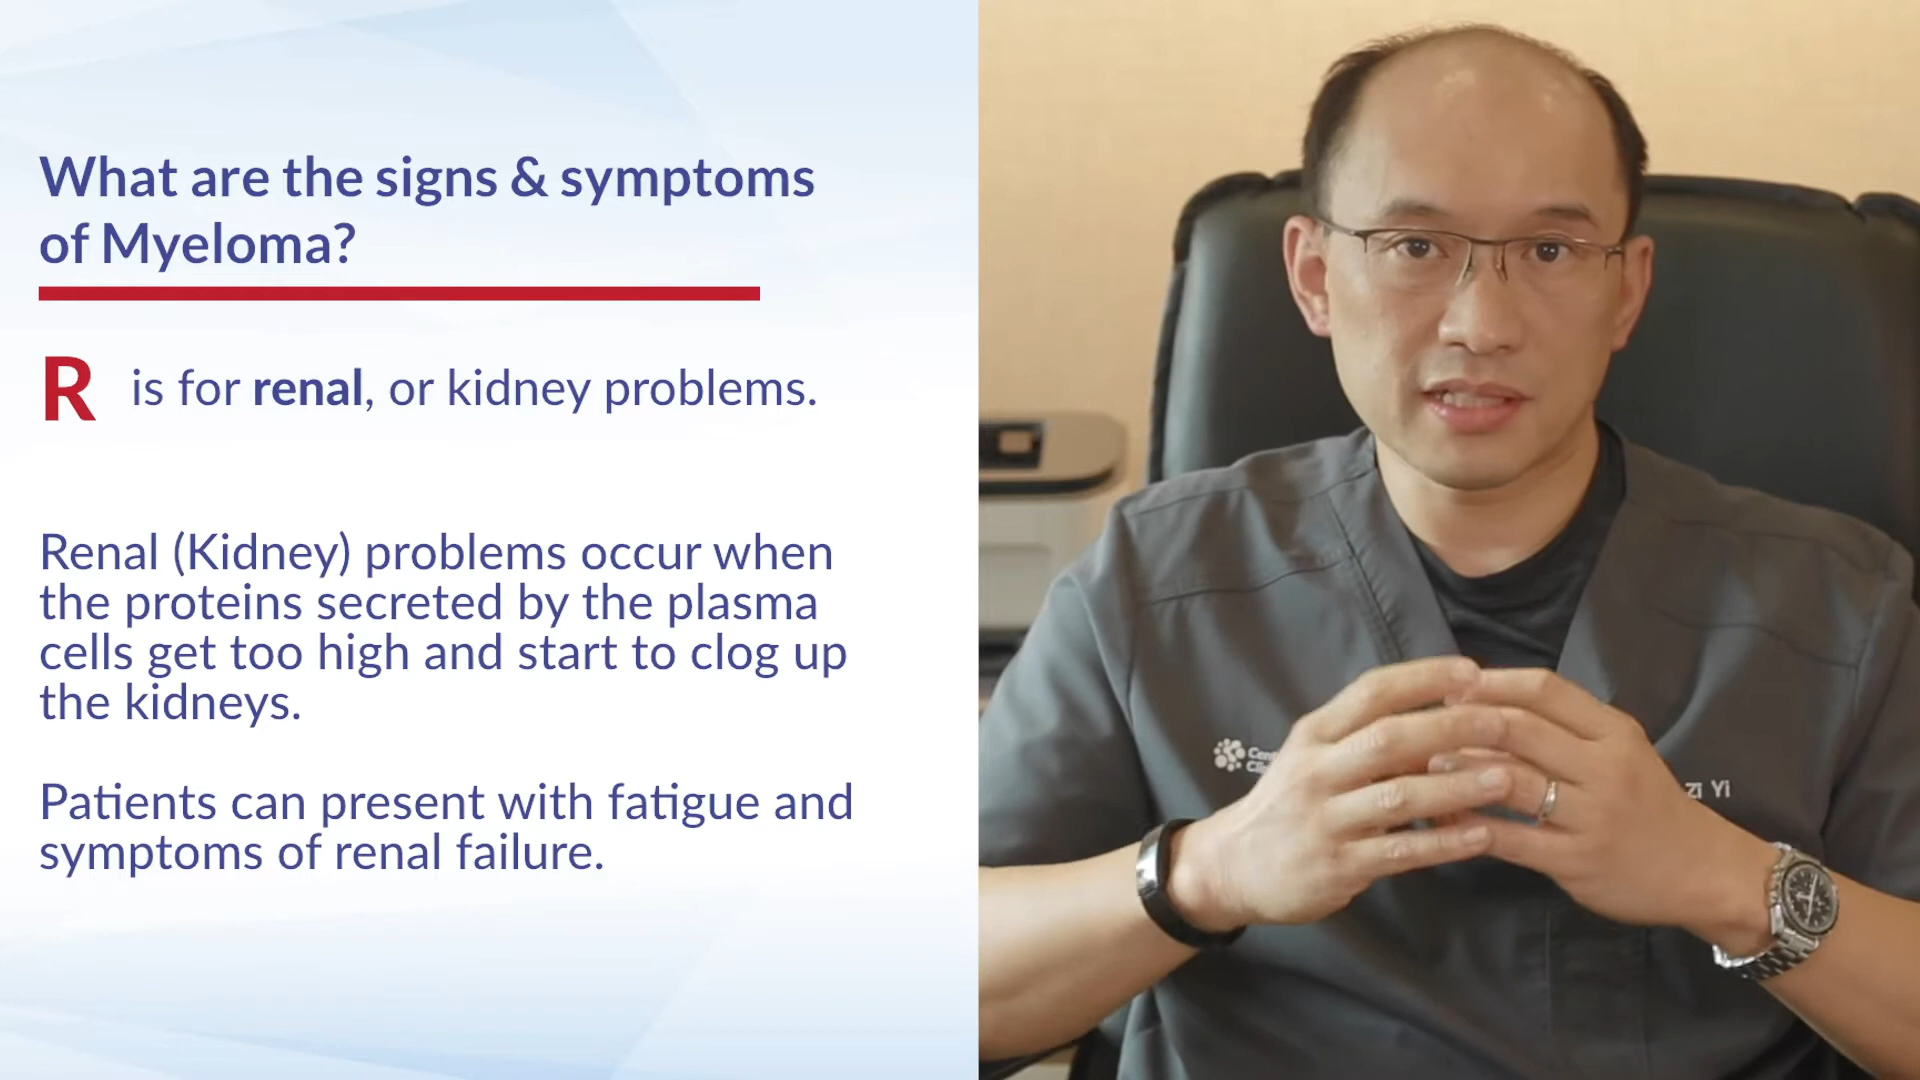 What are the signs & symptoms
of Myeloma?
R is for renal, or kidney problems.
Renal (Kidney) problems occur when
the proteins secreted by the plasma
cells get too high and start to clog up
the kidneys.
Patients can present with fatigue and
symptoms of renal failure.
Yi